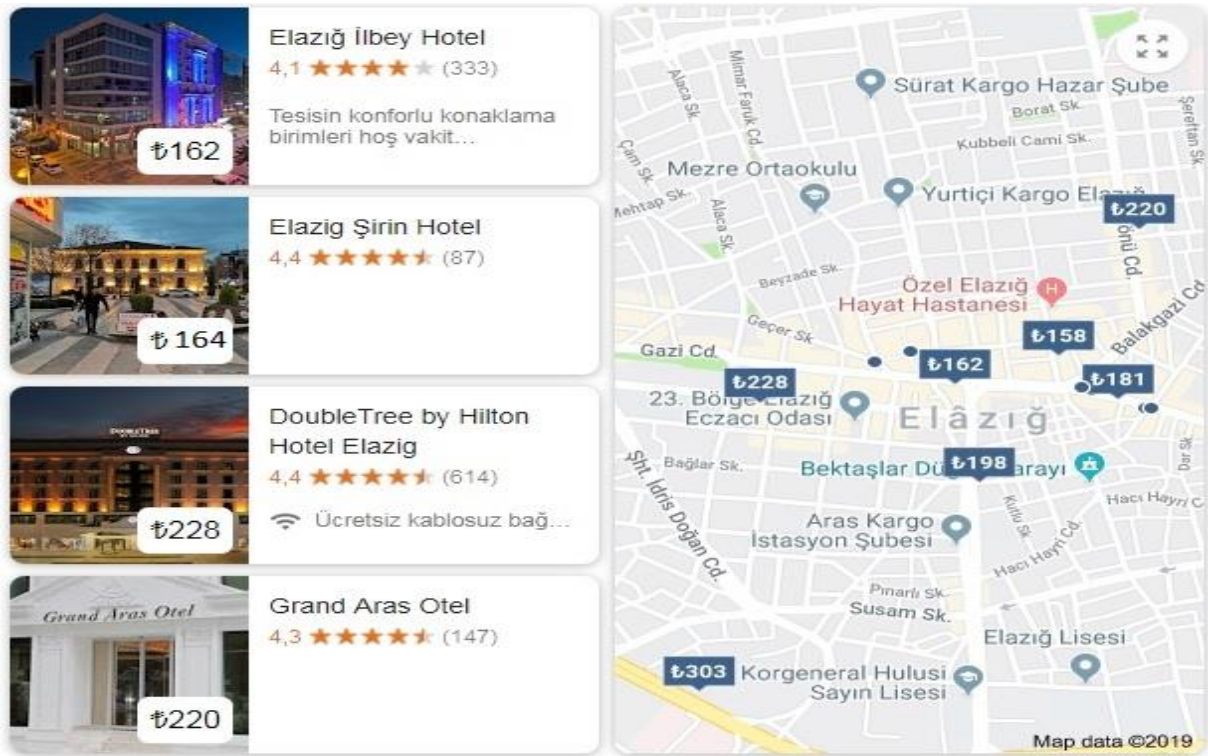 Elazığ İlbey Hotel
4,1 (333)
Tesisin konforlu konaklama
birimleri hoş vakit...
₺162
Elazig Şirin Hotel
4,4 (87)
₺ 164
DOUBLETREE
DoubleTree by Hilton
Hotel Elazig
4,4 (614)
Ücretsiz kablosuz bağ...
₺228
Grand Aras Otel
Grand Aras Otel
4,3 (147)
₺220
Sürat Kargo Hazar Şube
Alaca Sk.
Mimar Faruk Cd.
Borat Sk.
Şereftan Sk.
Kubbeli Cami Sk.
Çam Sk.
Mezre Ortaokulu
Yurtiçi Kargo Elazığ
Mehtap Sk.
Alaca Sk.
₺220
önü Cd.
Beyzade Sk.
Özel Elazığ
Hayat Hastanesi
H
Balakgazi Cd
Geçer Sk.
₺158
Gazi Cd.
₺162
₺228
₺181
23. Bölge Elazığ
Eczacı Odası
Elâzığ
Şht. İdris Doğan Cd.
Bağlar Sk.
Bektaşlar Dü
₺198
arayı
Dar Sk.
Kutlu Sk.
Hacı Hayri C
Aras Kargo
İstasyon Şubesi
Hacı Hayri Cd.
Pınarlı Sk.
Susam Sk.
Elazığ Lisesi
₺303
Korgeneral Hulusi
Sayın Lisesi
Map data ©2019